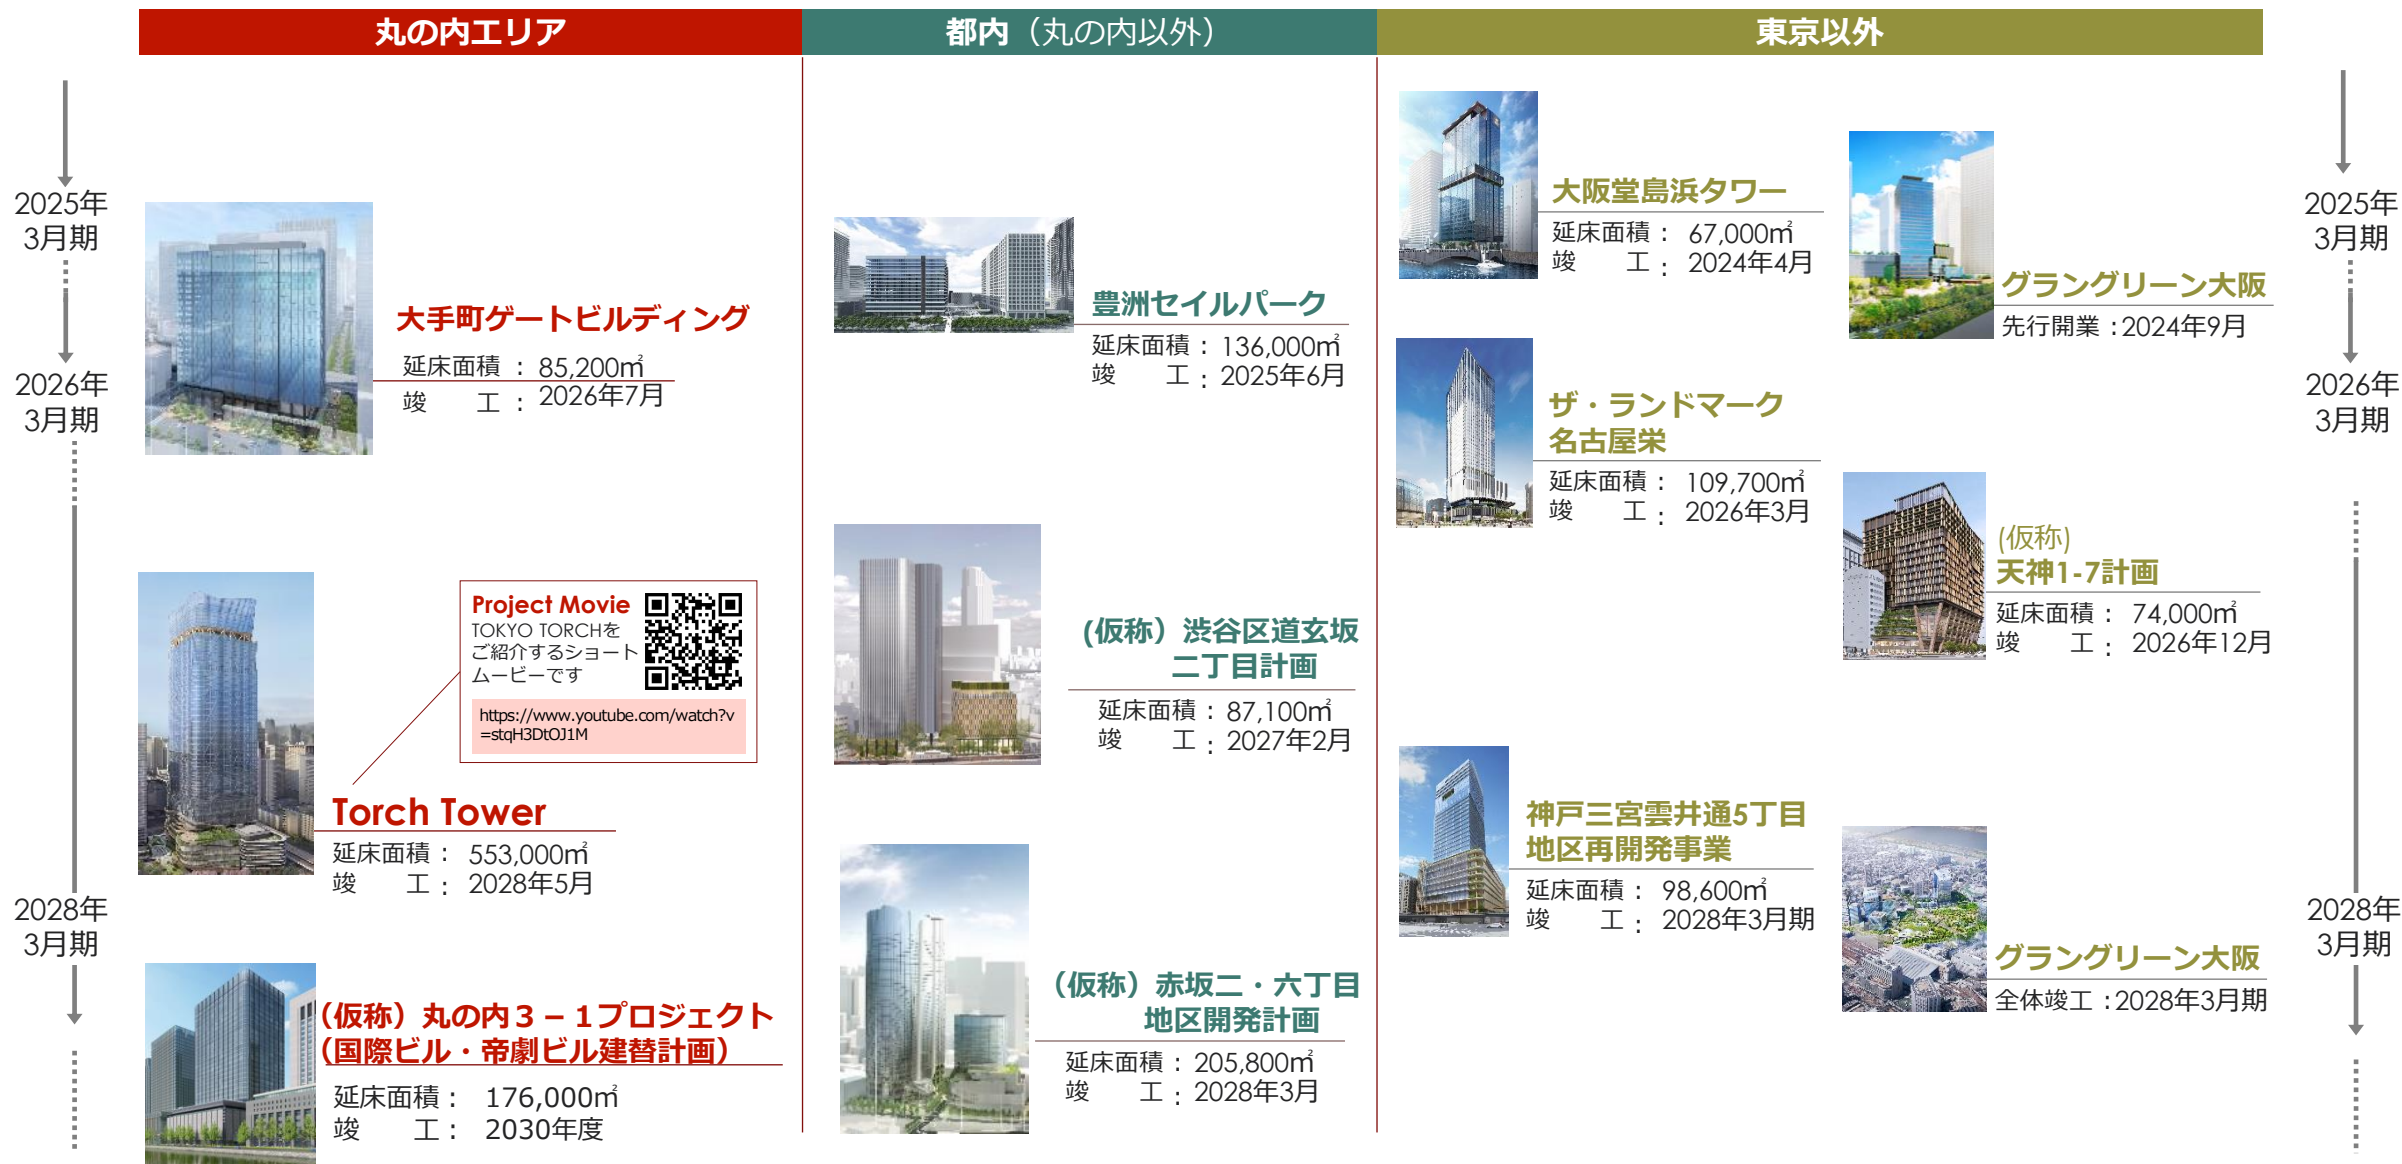 丸の内エリア
都内（丸の内以外）
東京以外
2025年
3月期
2026年
3月期
2028年
3月期
大手町ゲートビルディング
延床面積 ： 85,200㎡
竣　　工 ： 2026年7月
Project Movie
TOKYO TORCHを
ご紹介するショート
ムービーです
https://www.youtube.com/watch?v
=stqH3DtOJ1M
Torch Tower
延床面積 ： 553,000㎡
竣　　工 ： 2028年5月
（仮称）丸の内３－１プロジェクト
（国際ビル・帝劇ビル建替計画）
延床面積 ： 176,000㎡
竣　　工 ： 2030年度
豊洲セイルパーク
延床面積 ： 136,000㎡
竣　　工 ： 2025年6月
(仮称）渋谷区道玄坂
二丁目計画
延床面積 ： 87,100㎡
竣　　工 ： 2027年2月
（仮称）赤坂二・六丁目
地区開発計画
延床面積 ： 205,800㎡
竣　　工 ： 2028年3月
大阪堂島浜タワー
延床面積 ： 67,000㎡
竣　　工 ： 2024年4月
グラングリーン大阪
先行開業 ：2024年9月
ザ・ランドマーク
名古屋栄
延床面積 ： 109,700㎡
竣　　工 ： 2026年3月
(仮称)
天神1-7計画
延床面積 ： 74,000㎡
竣　　工 ： 2026年12月
神戸三宮雲井通5丁目
地区再開発事業
延床面積 ： 98,600㎡
竣　　工 ： 2028年3月期
グラングリーン大阪
全体竣工 ：2028年3月期
2025年
3月期
2026年
3月期
2028年
3月期